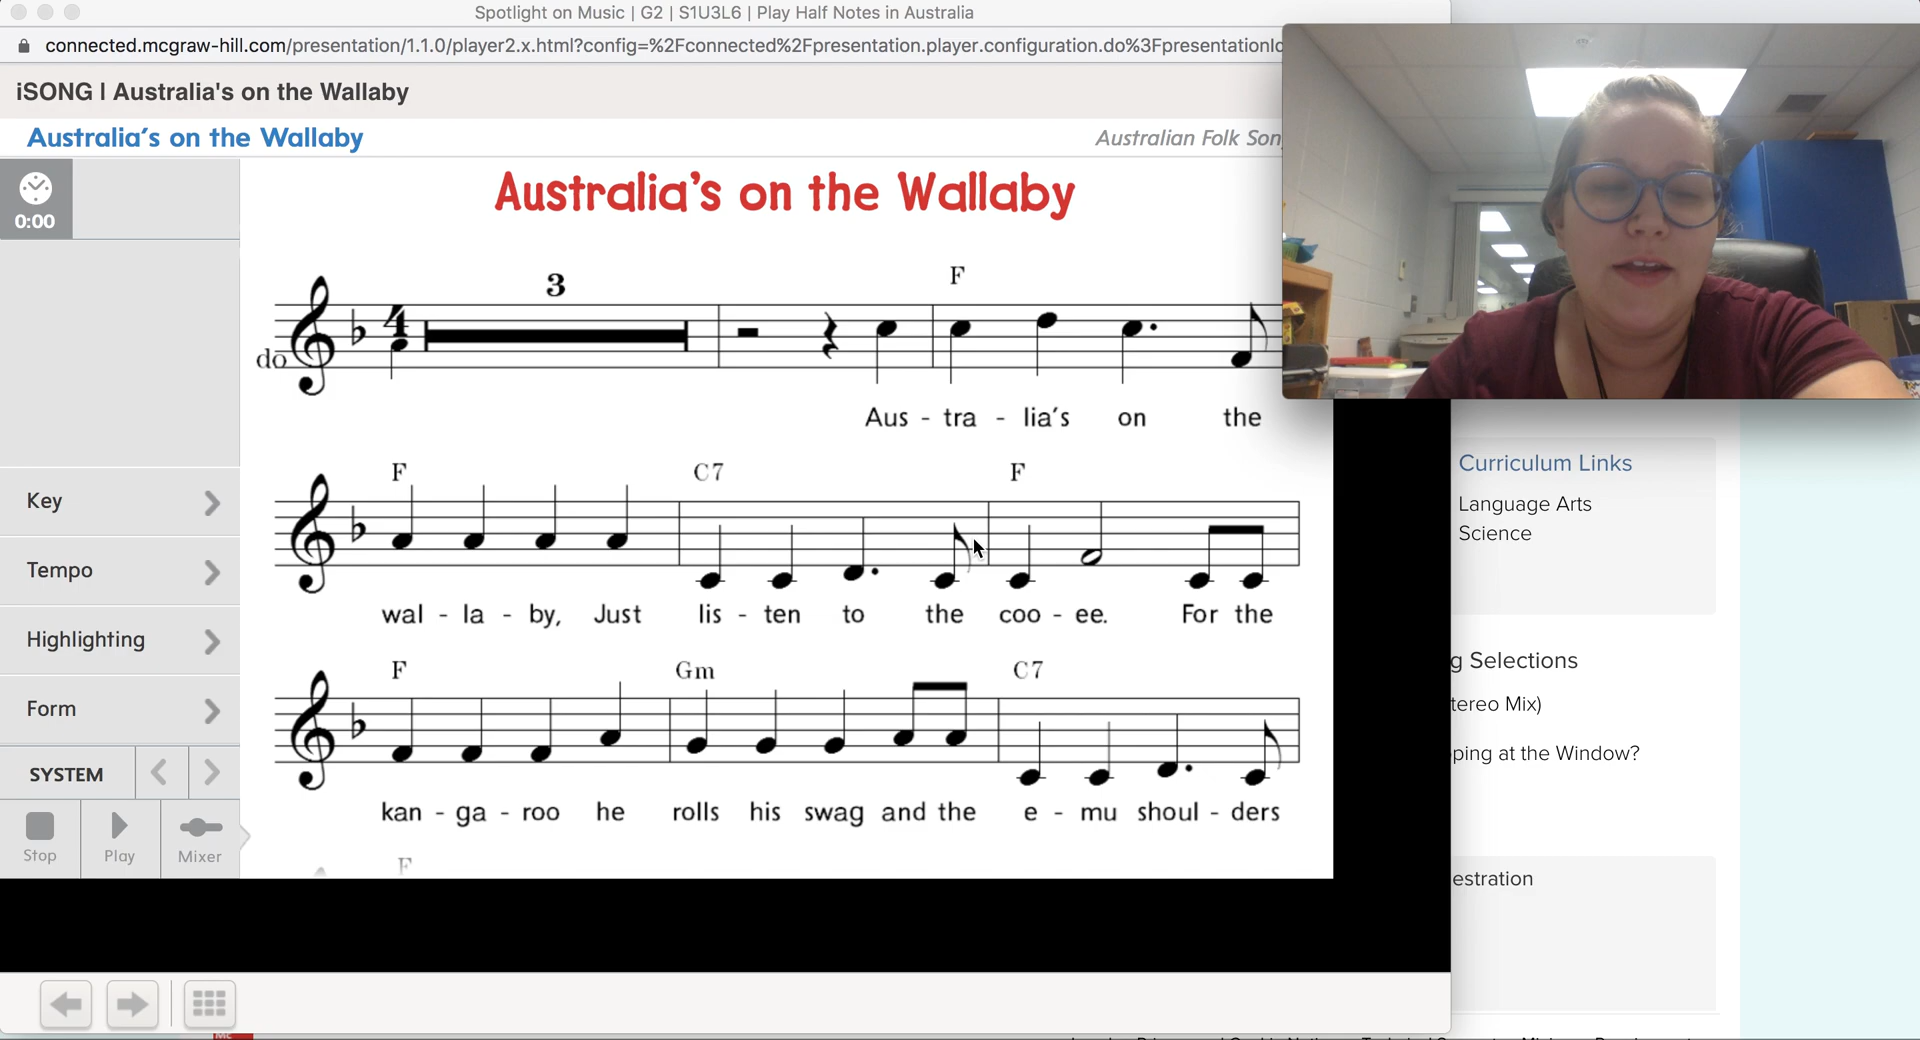 Spotlight on Music | G2 | S1U3L6 | Play Half Notes in Australia
connected.mcgraw-hill.com/presentation/1.1.0/player2.x.html?config=%2Fconnected%2Fpresentation.player.configuration.do%3FpresentationId
iSONG | Australia's on the Wallaby
Australia's on the Wallaby
Australian Folk Son
0:00
Australia's on the Wallaby
3
F
4
do
Aus - tra - lia's on the
F C7 F
wal - la - by, Just lis - ten to the coo - ee. For the
F Gm C7
kan - ga - roo he rolls his swag and the e - mu shoul - ders
F
Key
Tempo
Highlighting
Form
SYSTEM
Stop
Play
Mixer
Curriculum Links
Language Arts
Science
g Selections
tereo Mix)
ping at the Window?
estration